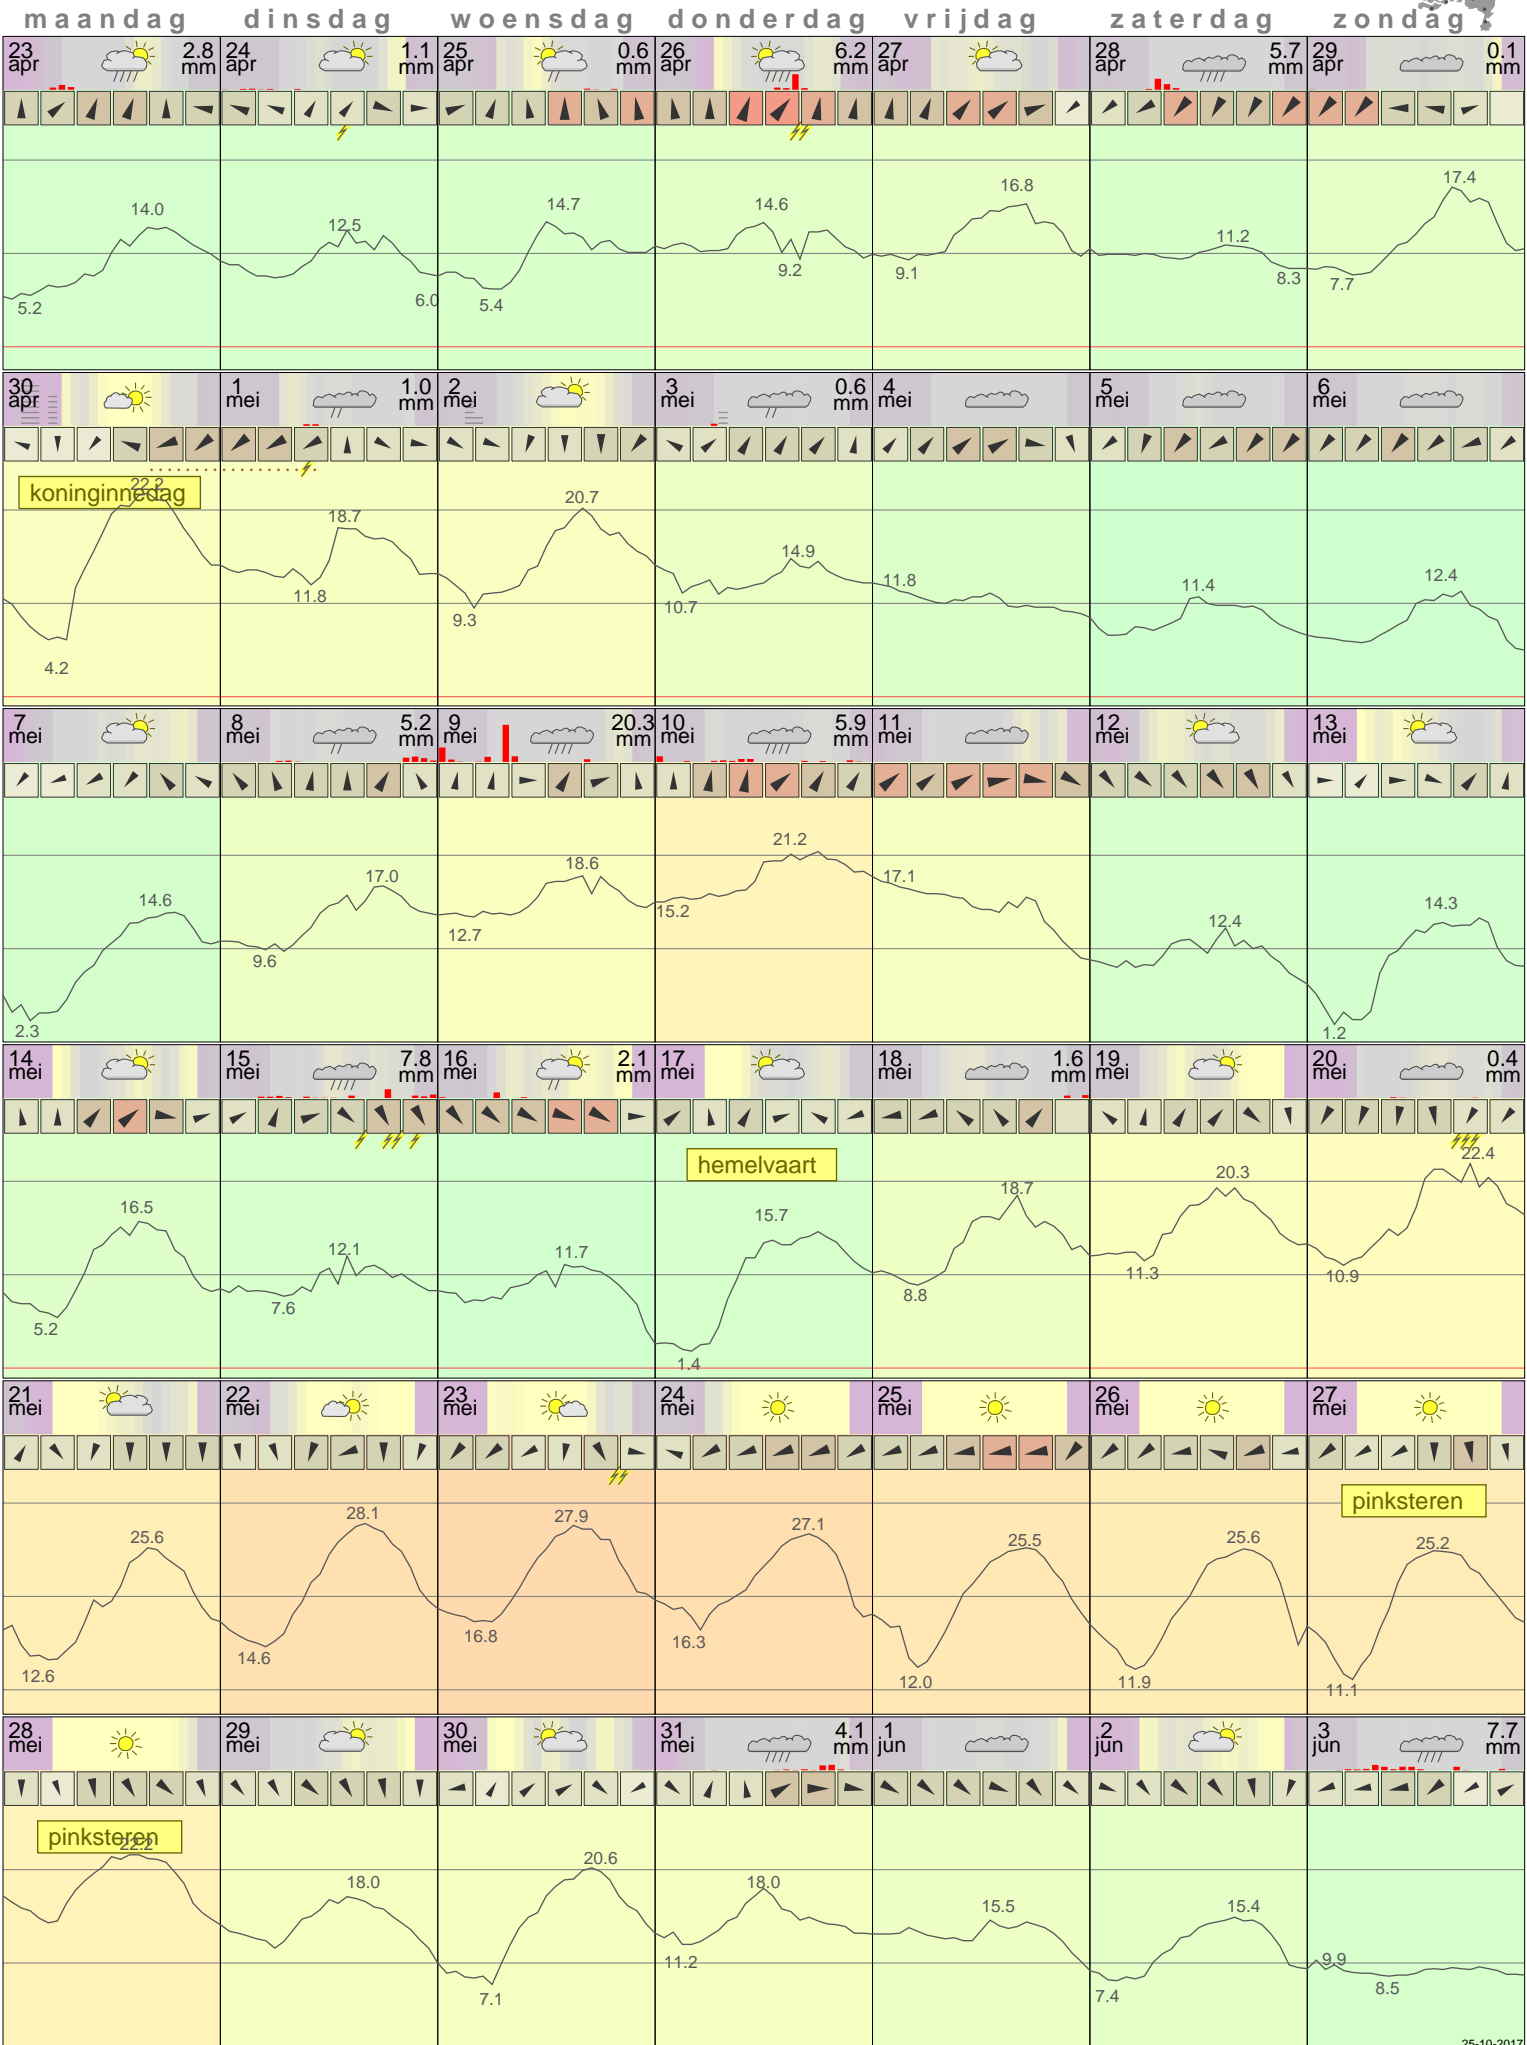 maandag dinsdag woensdag donderdag vrijdag zaterdag zondag
23 apr 2.8 mm 24 apr 1.1 mm 25 apr 0.6 mm 26 apr 6.2 mm 27 apr 28 apr 5.7 mm 29 apr 0.1 mm
14.0 12.5 14.7 14.6 16.8 11.2 17.4
5.2 6.0 5.4 9.2 9.1 8.3 7.7
30 apr 1 mei 1.0 mm 2 mei 3 mei 0.6 mm 4 mei 5 mei 6 mei
koninginnedag
22.2 18.7 20.7 14.9 11.8 11.4 12.4
4.2 11.8 9.3 10.7
7 mei 8 mei 5.2 mm 9 mei 20.3 mm 10 mei 5.9 mm 11 mei 12 mei 13 mei
14.6 17.0 18.6 21.2 17.1 12.4 14.3
2.3 9.6 12.7 15.2 1.2
14 mei 15 mei 7.8 mm 16 mei 2.1 mm 17 mei 18 mei 1.6 mm 19 mei 20 mei 0.4 mm
hemelvaart
16.5 12.1 11.7 15.7 18.7 20.3 22.4
5.2 7.6 1.4 8.8 11.3 10.9
21 mei 22 mei 23 mei 24 mei 25 mei 26 mei 27 mei
pinksteren
25.6 28.1 27.9 27.1 25.5 25.6 25.2
12.6 14.6 16.8 16.3 12.0 11.9 11.1
28 mei 29 mei 30 mei 31 mei 4.1 mm 1 jun 2 jun 3 jun 7.7 mm
pinksteren
22.2 18.0 20.6 18.0 15.5 15.4 9.9
7.1 11.2 7.4 8.5
25-10-2017